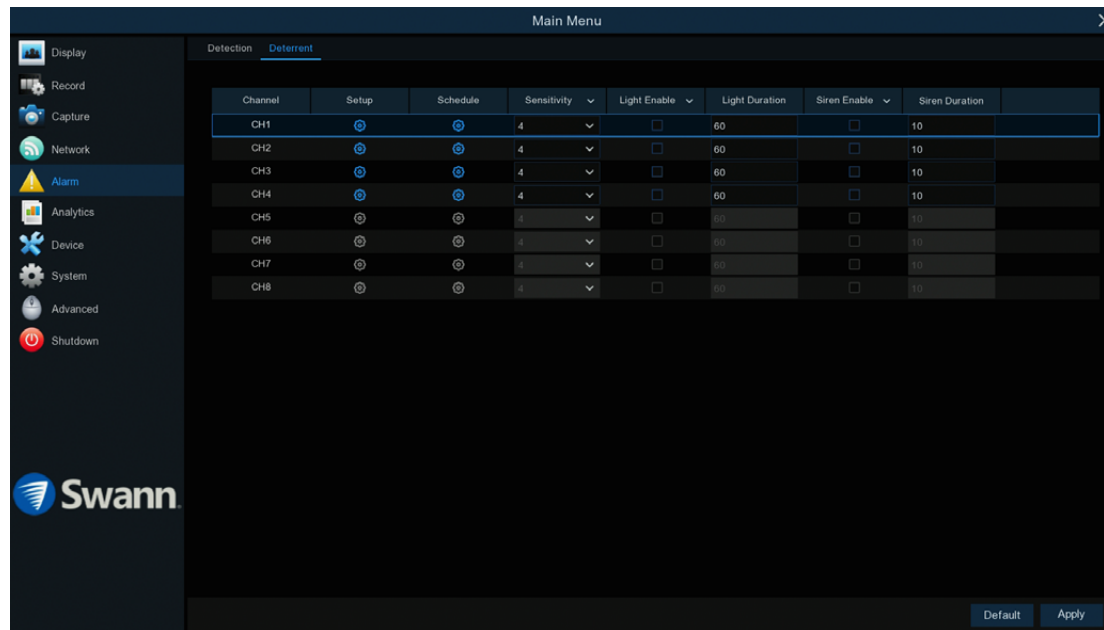 Main Menu
Display
Record
Capture
Network
Alarm
Analytics
Device
System
Advanced
Shutdown
Swann
Detection Deterrent
Channel Setup Schedule Sensitivity Light Enable Light Duration Siren Enable Siren Duration
CH1 4 60 10
CH2 4 60 10
CH3 4 60 10
CH4 4 60 10
CH5 4 60 10
CH6 4 60 10
CH7 4 60 10
CH8 4 60 10
Default Apply